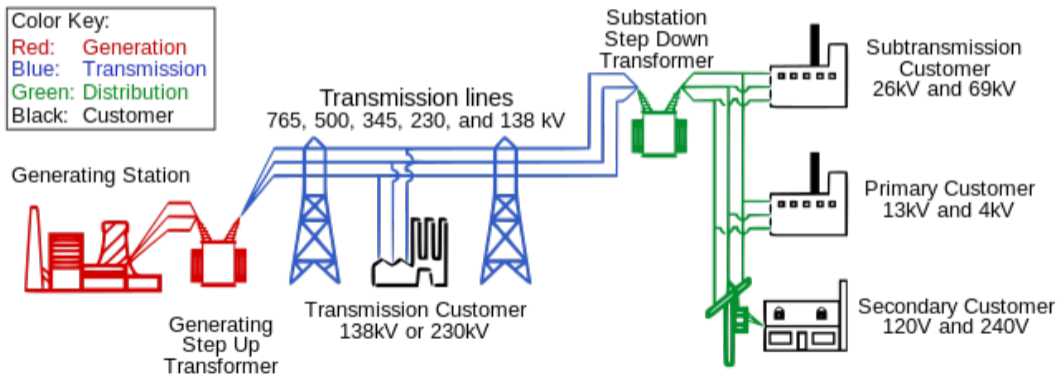 Color Key:
Red: Generation
Blue: Transmission
Green: Distribution
Black: Customer
Generating Station
Generating
Step Up
Transformer
Transmission lines
765, 500, 345, 230, and 138 kV
Transmission Customer
138kV or 230kV
Substation
Step Down
Transformer
Subtransmission
Customer
26kV and 69kV
Primary Customer
13kV and 4kV
Secondary Customer
120V and 240V